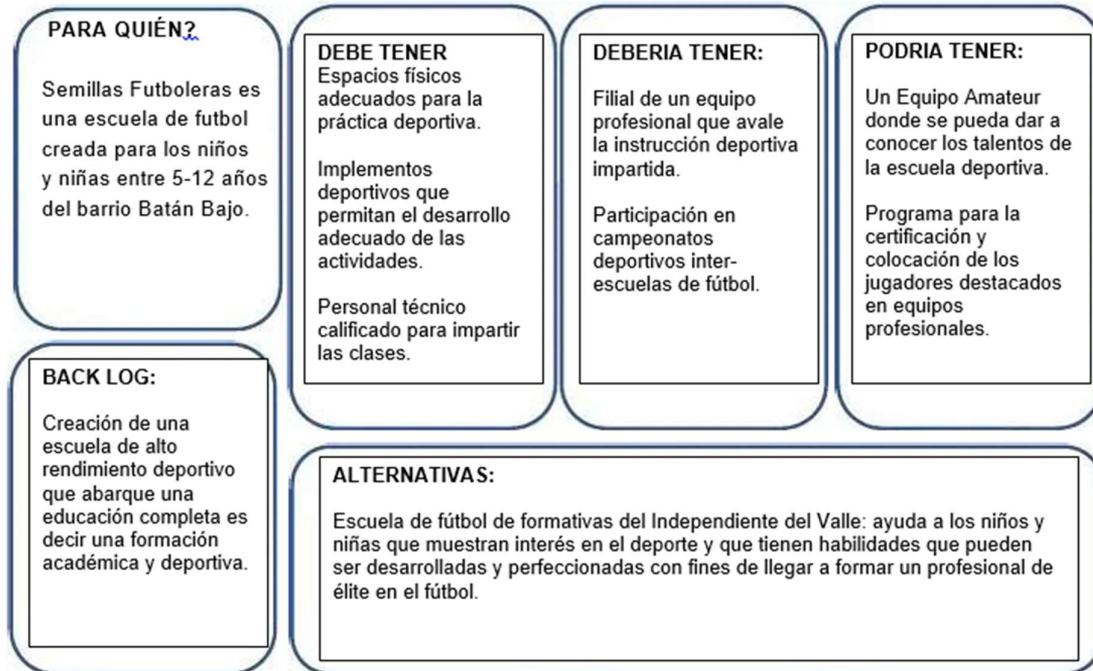 PARA QUIÉN?
Semillas Futboleras es
una escuela de futbol
creada para los niños
y niñas entre 5-12 años
del barrio Batán Bajo.
DEBE TENER
Espacios físicos
adecuados para la
práctica deportiva.
Implementos
deportivos que
permitan el desarrollo
adecuado de las
actividades.
Personal técnico
calificado para impartir
las clases.
DEBERIA TENER:
Filial de un equipo
profesional que avale
la instrucción deportiva
impartida.
Participación en
campeonatos
deportivos inter-
escuelas de fútbol.
PODRIA TENER:
Un Equipo Amateur
donde se pueda dar a
conocer los talentos de
la escuela deportiva.
Programa para la
certificación y
colocación de los
jugadores destacados
en equipos
profesionales.
BACK LOG:
Creación de una
escuela de alto
rendimiento deportivo
que abarque una
educación completa es
decir una formación
académica y deportiva.
ALTERNATIVAS:
Escuela de fútbol de formativas del Independiente del Valle: ayuda a los niños y
niñas que muestran interés en el deporte y que tienen habilidades que pueden
ser desarrolladas y perfeccionadas con fines de llegar a formar un profesional de
élite en el fútbol.